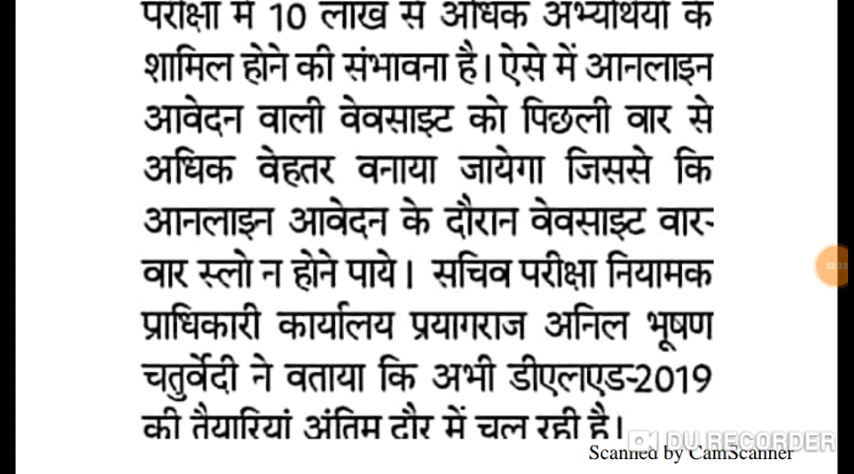 परीक्षा में 10 लाख से अधिक अभ्यर्थियों के
शामिल होने की संभावना है। ऐसे में आनलाइन
आवेदन वाली वेवसाइट को पिछली वार से
अधिक वेहतर वनाया जायेगा जिससे कि
आनलाइन आवेदन के दौरान वेवसाइट वार-
वार स्लो न होने पाये। सचिव परीक्षा नियामक
प्राधिकारी कार्यालय प्रयागराज अनिल भूषण
चतुर्वेदी ने वताया कि अभी डीएलएड-2019
की तैयारियां अंतिम दौर में चल रही है।
DU RECORDER
Scanned by CamScanner
02:33